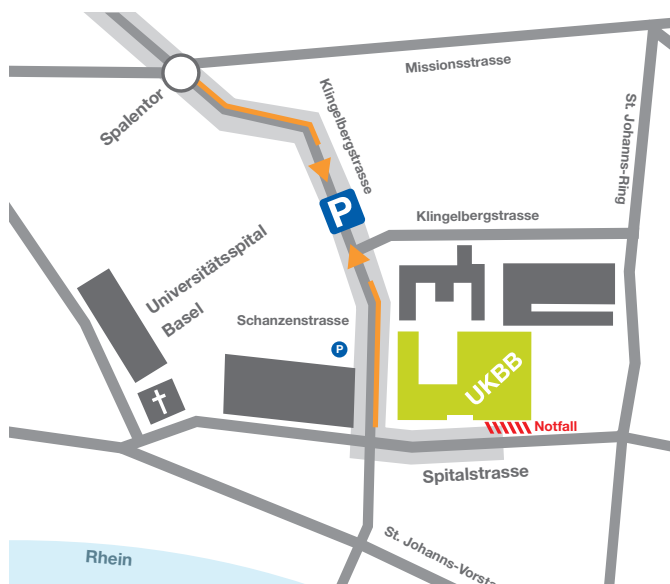 Missionsstrasse
Spalentor
Klingelbergstrasse
St. Johanns-Ring
P
Klingelbergstrasse
Universitätsspital
Basel
Schanzenstrasse
P
UKBB
Notfall
Spitalstrasse
St. Johanns-Vorsta
Rhein